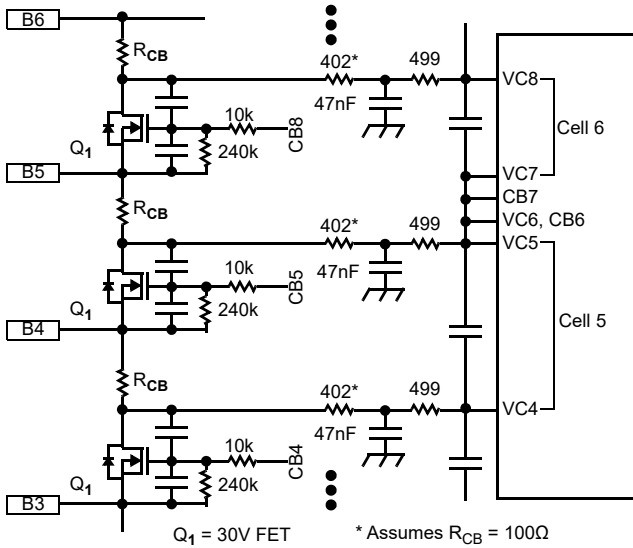 B6
RCB
402*
499
VC8
47nF
10k
CB8
Cell 6
Q1
240k
VC7
B5
CB7
RCB
402*
499
VC6, CB6
VC5
47nF
10k
CB5
Q1
240k
Cell 5
B4
RCB
402*
499
VC4
47nF
10k
CB4
Q1
240k
B3
Q1 = 30V FET
* Assumes RCB = 100Ω